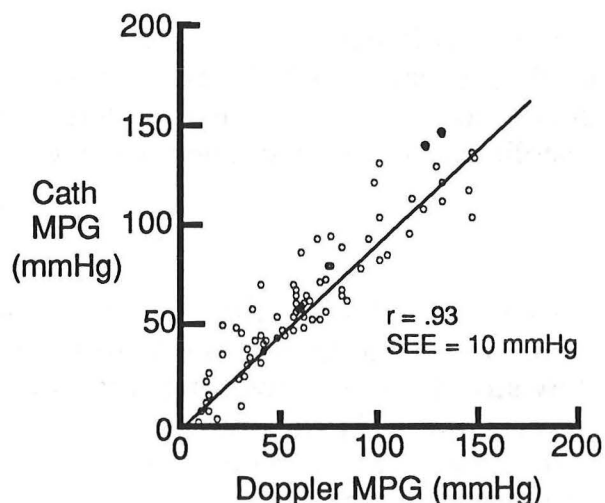 200
150
100
50
0
Cath
MPG
(mmHg)
r = .93
SEE = 10 mmHg
0
50
100
150
200
Doppler MPG (mmHg)